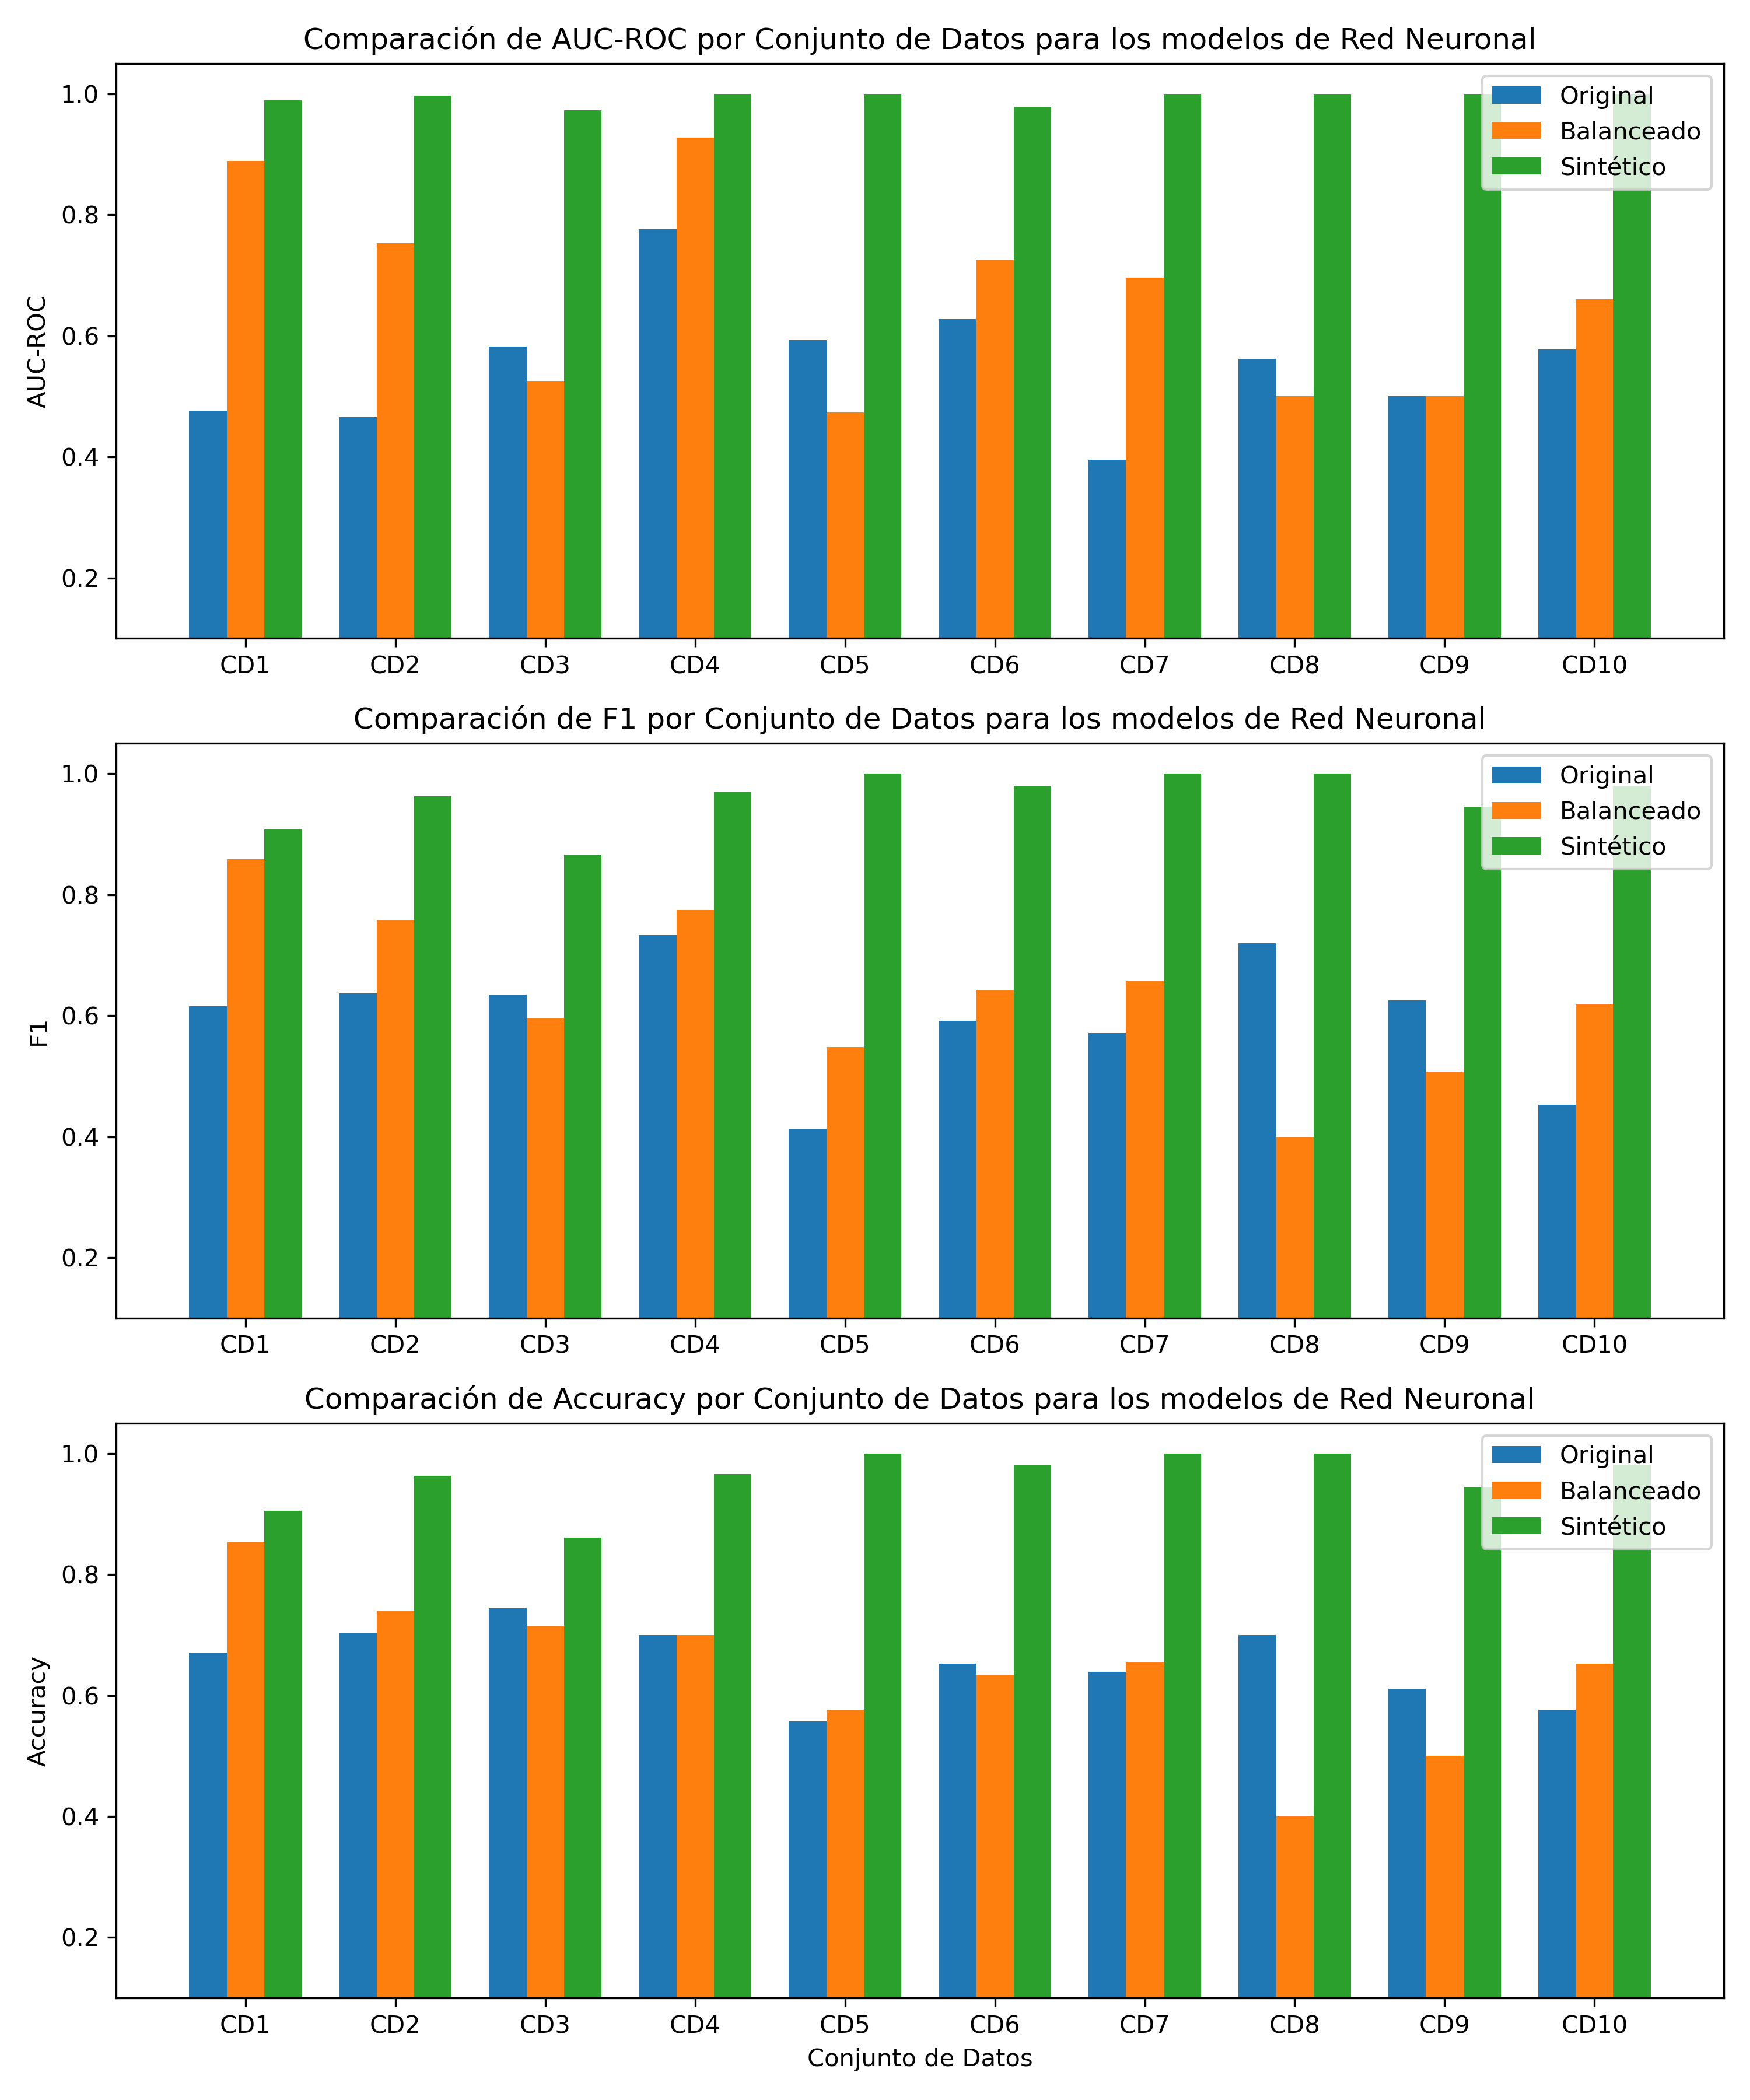 Comparación de AUC-ROC por Conjunto de Datos para los modelos de Red Neuronal
AUC-ROC
1.0
0.8
0.6
0.4
0.2
Original
Balanceado
Sintético
CD1 CD2 CD3 CD4 CD5 CD6 CD7 CD8 CD9 CD10
Comparación de F1 por Conjunto de Datos para los modelos de Red Neuronal
F1
1.0
0.8
0.6
0.4
0.2
Original
Balanceado
Sintético
CD1 CD2 CD3 CD4 CD5 CD6 CD7 CD8 CD9 CD10
Comparación de Accuracy por Conjunto de Datos para los modelos de Red Neuronal
Accuracy
1.0
0.8
0.6
0.4
0.2
Original
Balanceado
Sintético
CD1 CD2 CD3 CD4 CD5 CD6 CD7 CD8 CD9 CD10
Conjunto de Datos